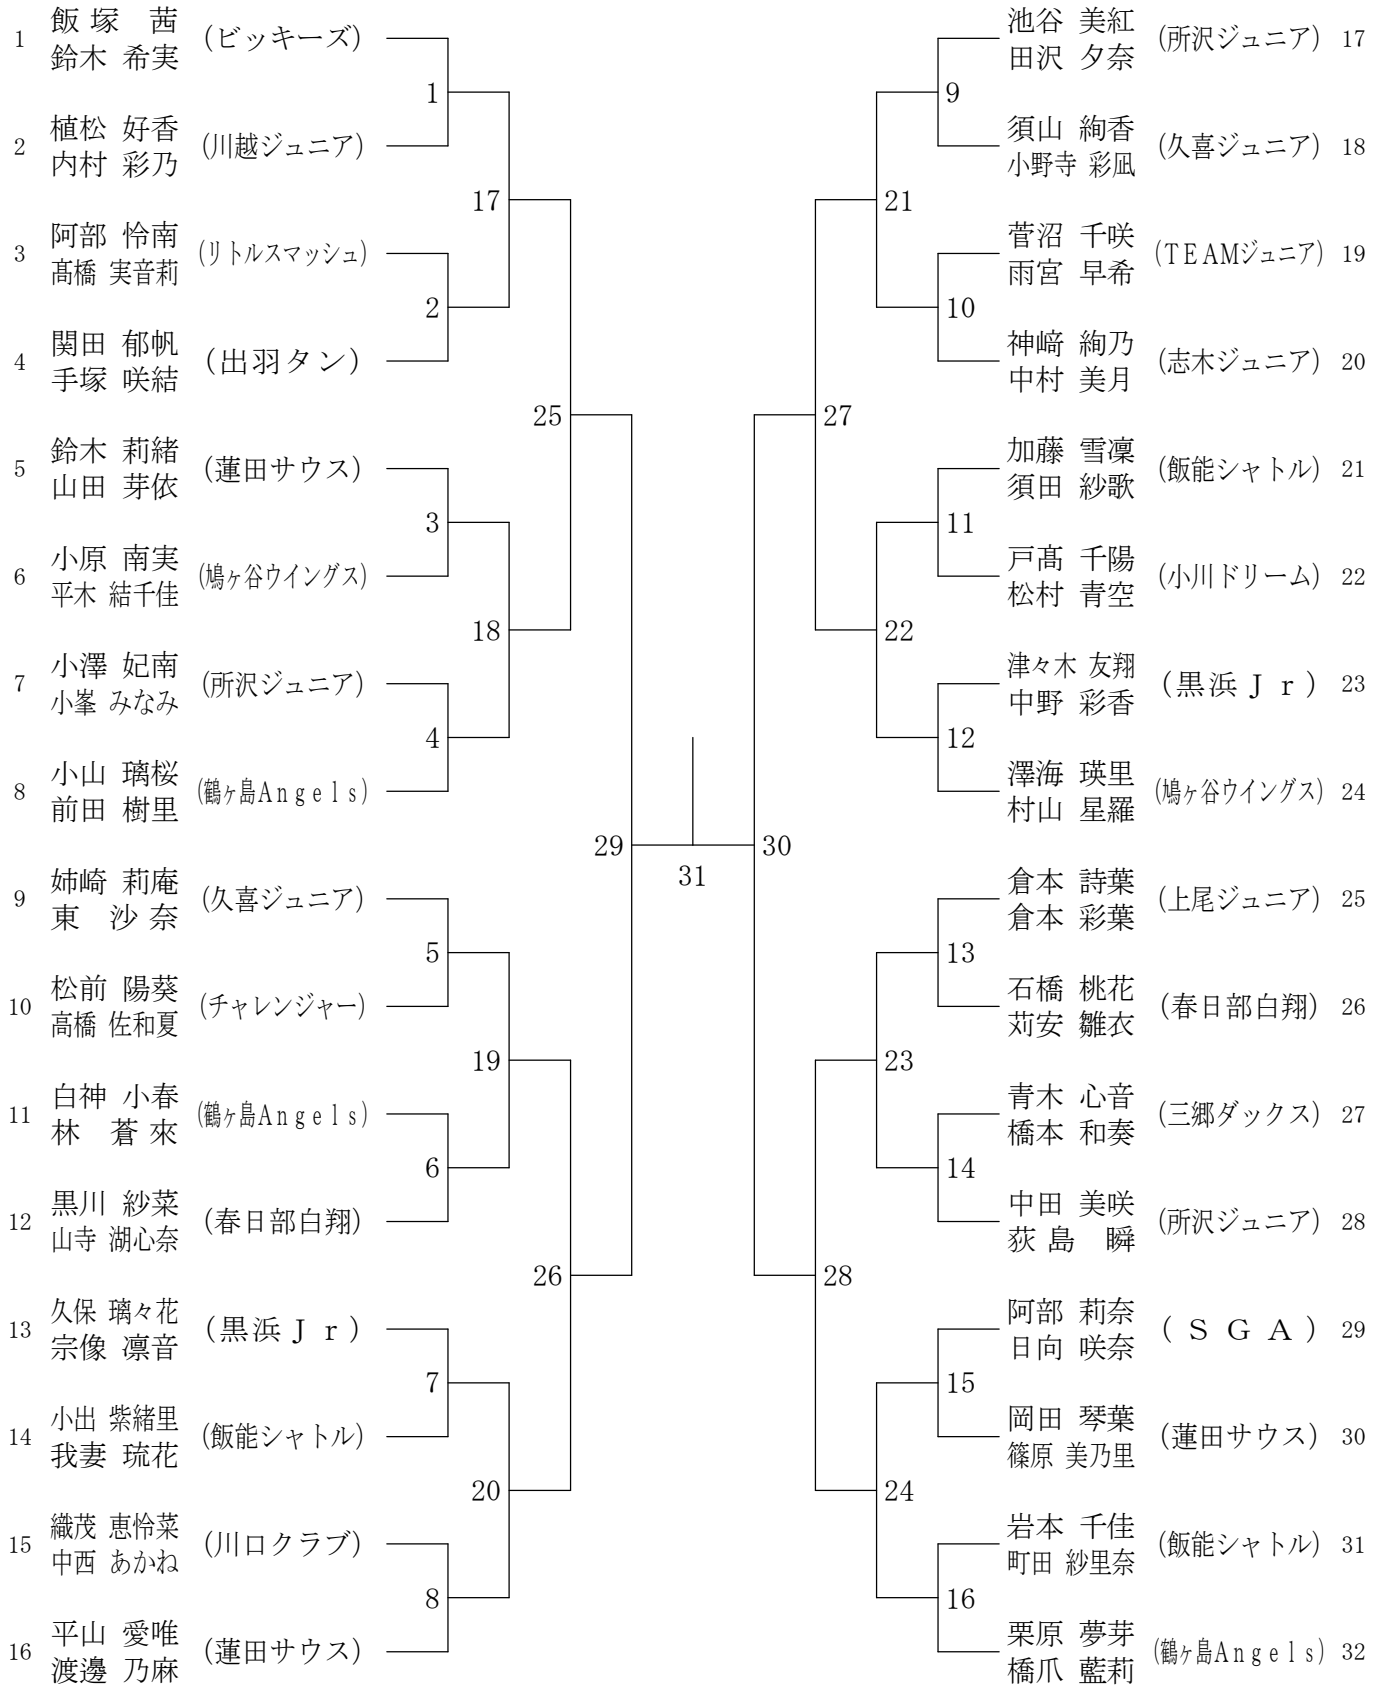 1 飯塚 茜 (ビッキーズ)
鈴木 希実
2 植松 好香 (川越ジュニア)
内村 彩乃
3 阿部 怜南 (リトルスマッシュ)
髙橋 実音莉
4 関田 郁帆 (出羽タン)
手塚 咲結
5 鈴木 莉緒 (蓮田サウス)
山田 芽依
6 小原 南実 (鳩ヶ谷ウイングス)
平木 結千佳
7 小澤 妃南 (所沢ジュニア)
小峯 みなみ
8 小山 璃桜 (鶴ヶ島Angels)
前田 樹里
9 姉崎 莉庵 (久喜ジュニア)
東 沙奈
10 松前 陽葵 (チャレンジャー)
高橋 佐和夏
11 白神 小春 (鶴ヶ島Angels)
林 蒼來
12 黒川 紗菜 (春日部白翔)
山寺 湖心奈
13 久保 璃々花 (黒浜Jr)
宗像 凛音
14 小出 紫緒里 (飯能シャトル)
我妻 琉花
15 織茂 恵怜菜 (川口クラブ)
中西 あかね
16 平山 愛唯 (蓮田サウス)
渡邊 乃麻
1
2
3
4
5
6
7
8
17
18
19
20
25
26
29
31
30
27
28
21
22
23
24
9
10
11
12
13
14
15
16
池谷 美紅 (所沢ジュニア) 17
田沢 夕奈
須山 絢香 (久喜ジュニア) 18
小野寺 彩凪
菅沼 千咲 (TEAMジュニア) 19
雨宮 早希
神﨑 絢乃 (志木ジュニア) 20
中村 美月
加藤 雪凜 (飯能シャトル) 21
須田 紗歌
戸髙 千陽 (小川ドリーム) 22
松村 青空
津々木 友翔 (黒浜Jr) 23
中野 彩香
澤海 瑛里 (鳩ヶ谷ウイングス) 24
村山 星羅
倉本 詩葉 (上尾ジュニア) 25
倉本 彩葉
石橋 桃花 (春日部白翔) 26
苅安 雛衣
青木 心音 (三郷ダックス) 27
橋本 和奏
中田 美咲 (所沢ジュニア) 28
荻島 瞬
阿部 莉奈 (SGA) 29
日向 咲奈
岡田 琴葉 (蓮田サウス) 30
篠原 美乃里
岩本 千佳 (飯能シャトル) 31
町田 紗里奈
栗原 夢芽 (鶴ヶ島Angels) 32
橋爪 藍莉